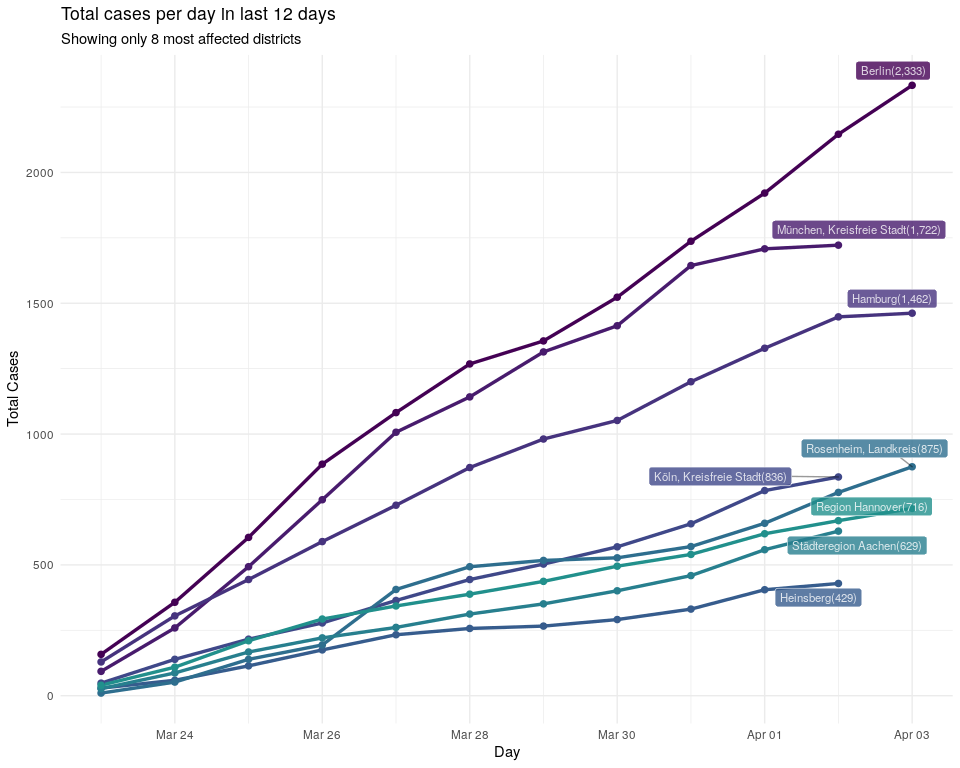 Total cases per day in last 12 days
Showing only 8 most affected districts
Berlin(2,333)
2000
München, Kreisfreie Stadt(1,722)
Hamburg(1,462)
1500
Total Cases
1000
Rosenheim, Landkreis(875)
Köln, Kreisfreie Stadt(836)
Region Hannover(716)
Städteregion Aachen(629)
500
Heinsberg(429)
0
Mar 24 Mar 26 Mar 28 Mar 30 Apr 01 Apr 03
Day